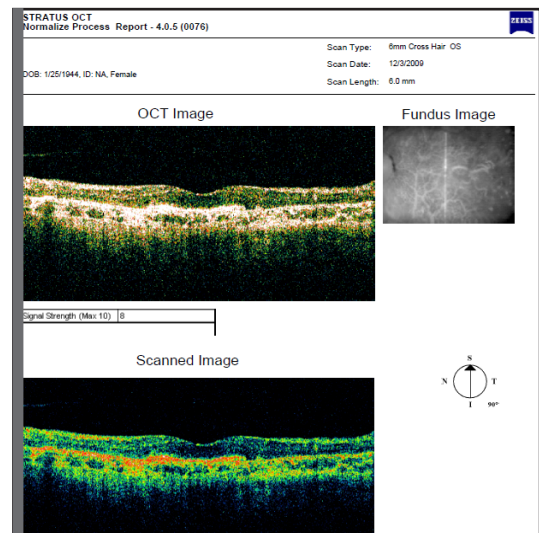 STRATUS OCT
Normalize Process Report - 4.0.5 (0076)
ZEISS
Scan Type: 6mm Cross Hair OS
Scan Date: 12/3/2009
DOB: 1/25/1944, ID: NA, Female
Scan Length: 6.0 mm
OCT Image
Fundus Image
Signal Strength (Max 10) 8
Scanned Image
S
N T
I 90°